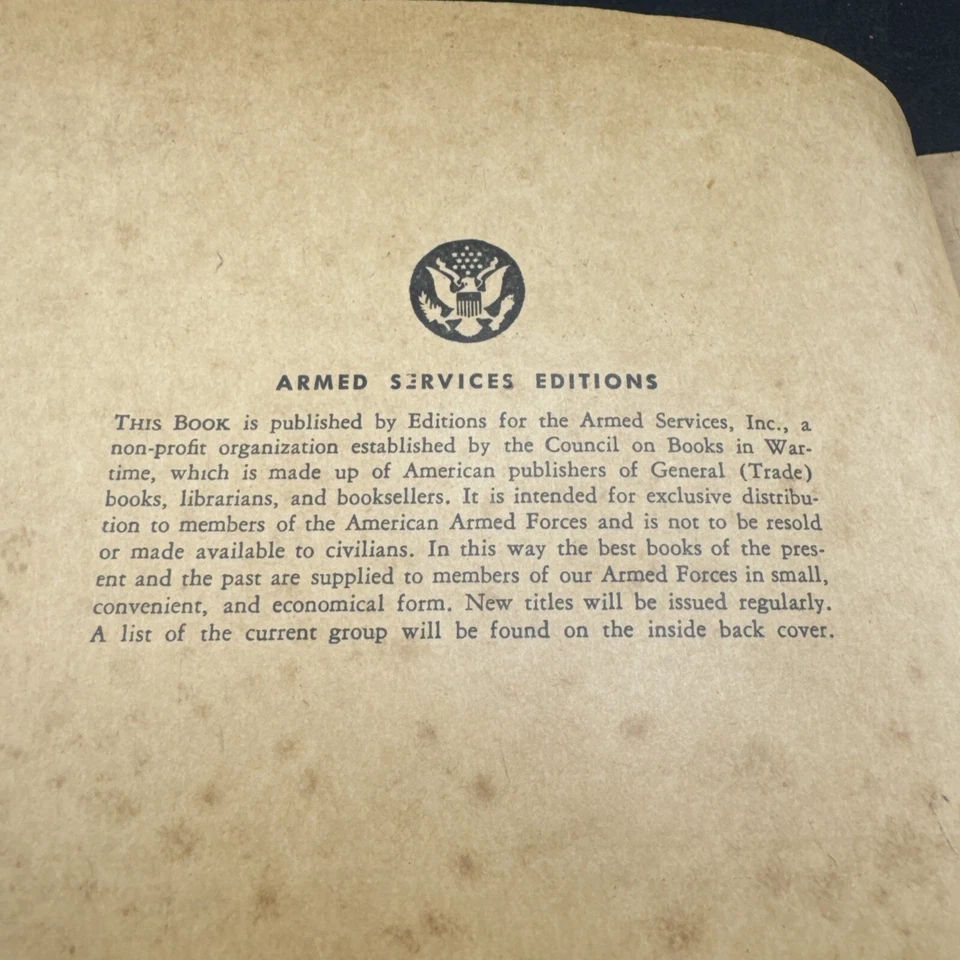 ARMED SERVICES EDITIONS
THIS BOOK is published by Editions for the Armed Services, Inc., a
non-profit organization established by the Council on Books in War-
time, which is made up of American publishers of General (Trade)
books, librarians, and booksellers. It is intended for exclusive distribu-
tion to members of the American Armed Forces and is not to be resold
or made available to civilians. In this way the best books of the pres-
ent and the past are supplied to members of our Armed Forces in small,
convenient, and economical form. New titles will be issued regularly.
A list of the current group will be found on the inside back cover.